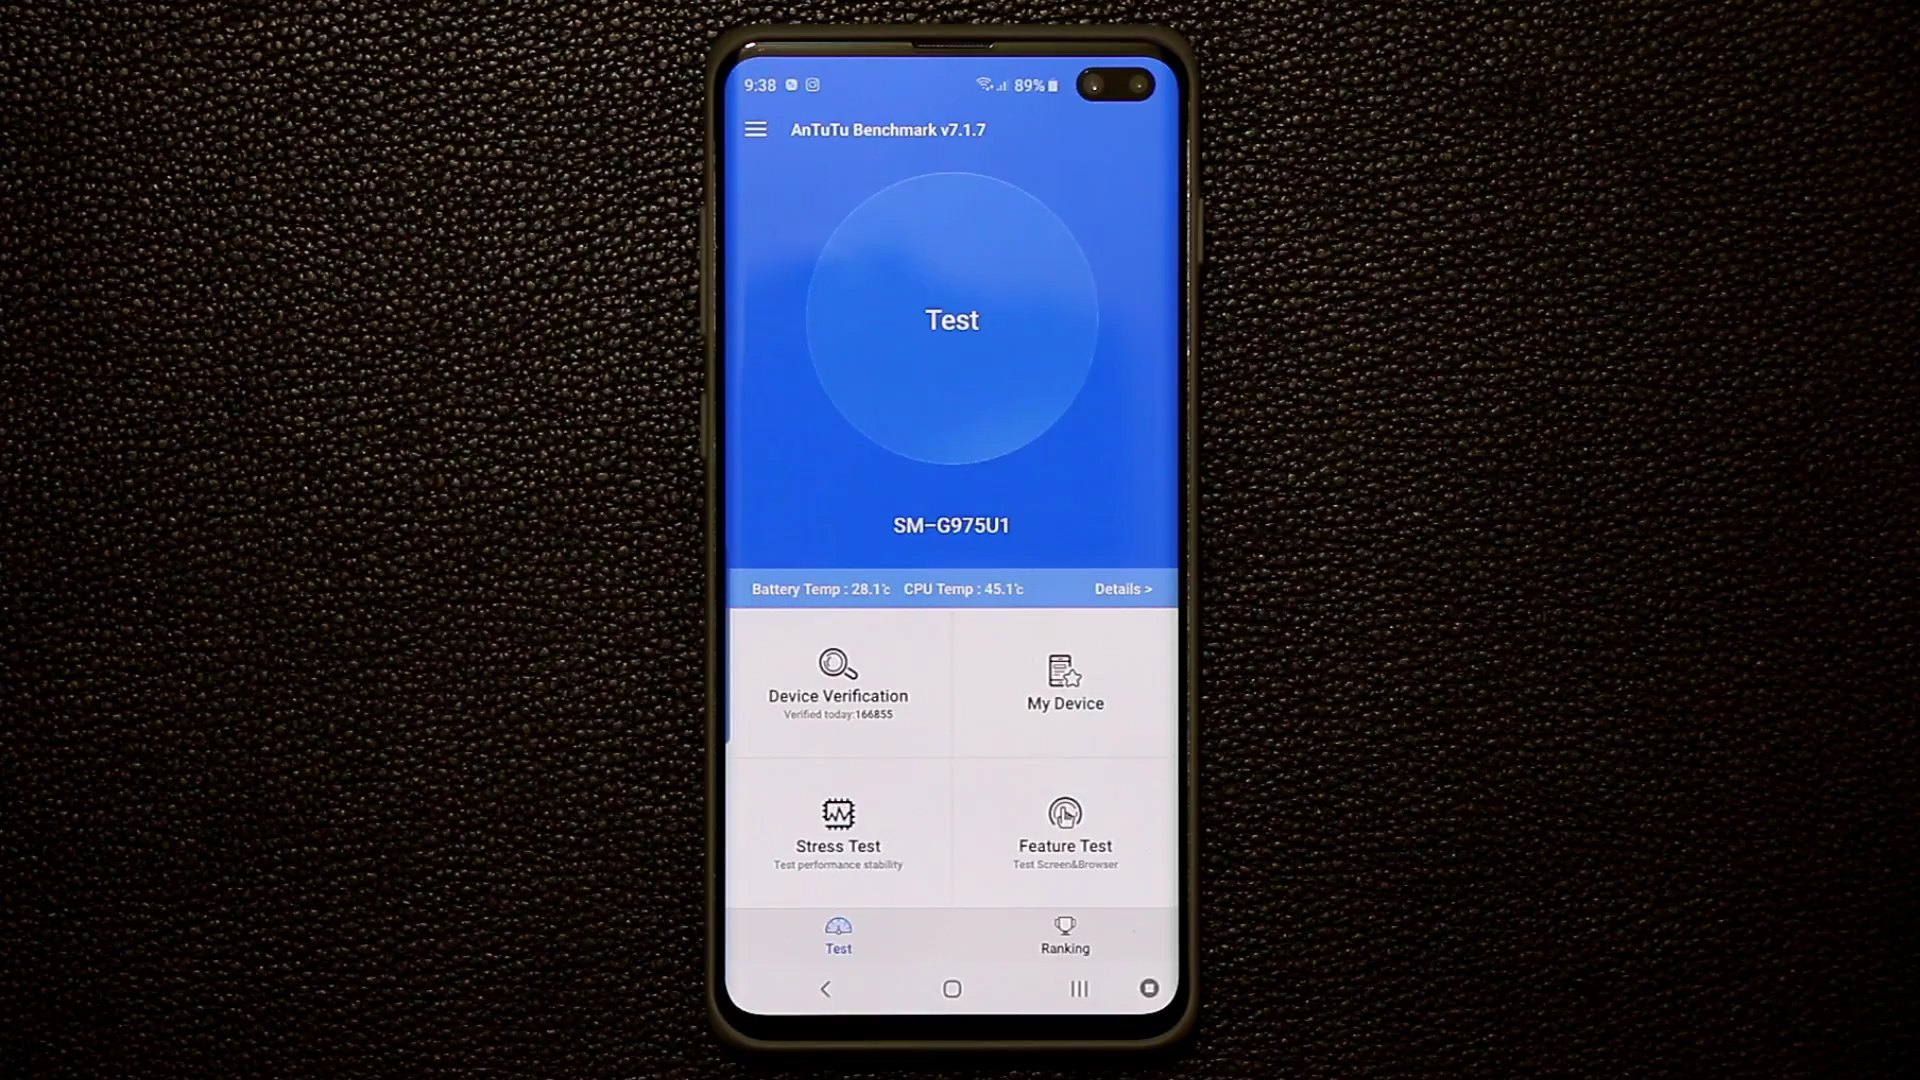 9:38 89%
AnTuTu Benchmark v7.1.7
Test
SM-G975U1
Battery Temp : 28.1℃ CPU Temp : 45.1℃ Details >
Device Verification
Verified today:166855
My Device
Stress Test
Test performance stability
Feature Test
Test Screen&Browser
Test
Ranking